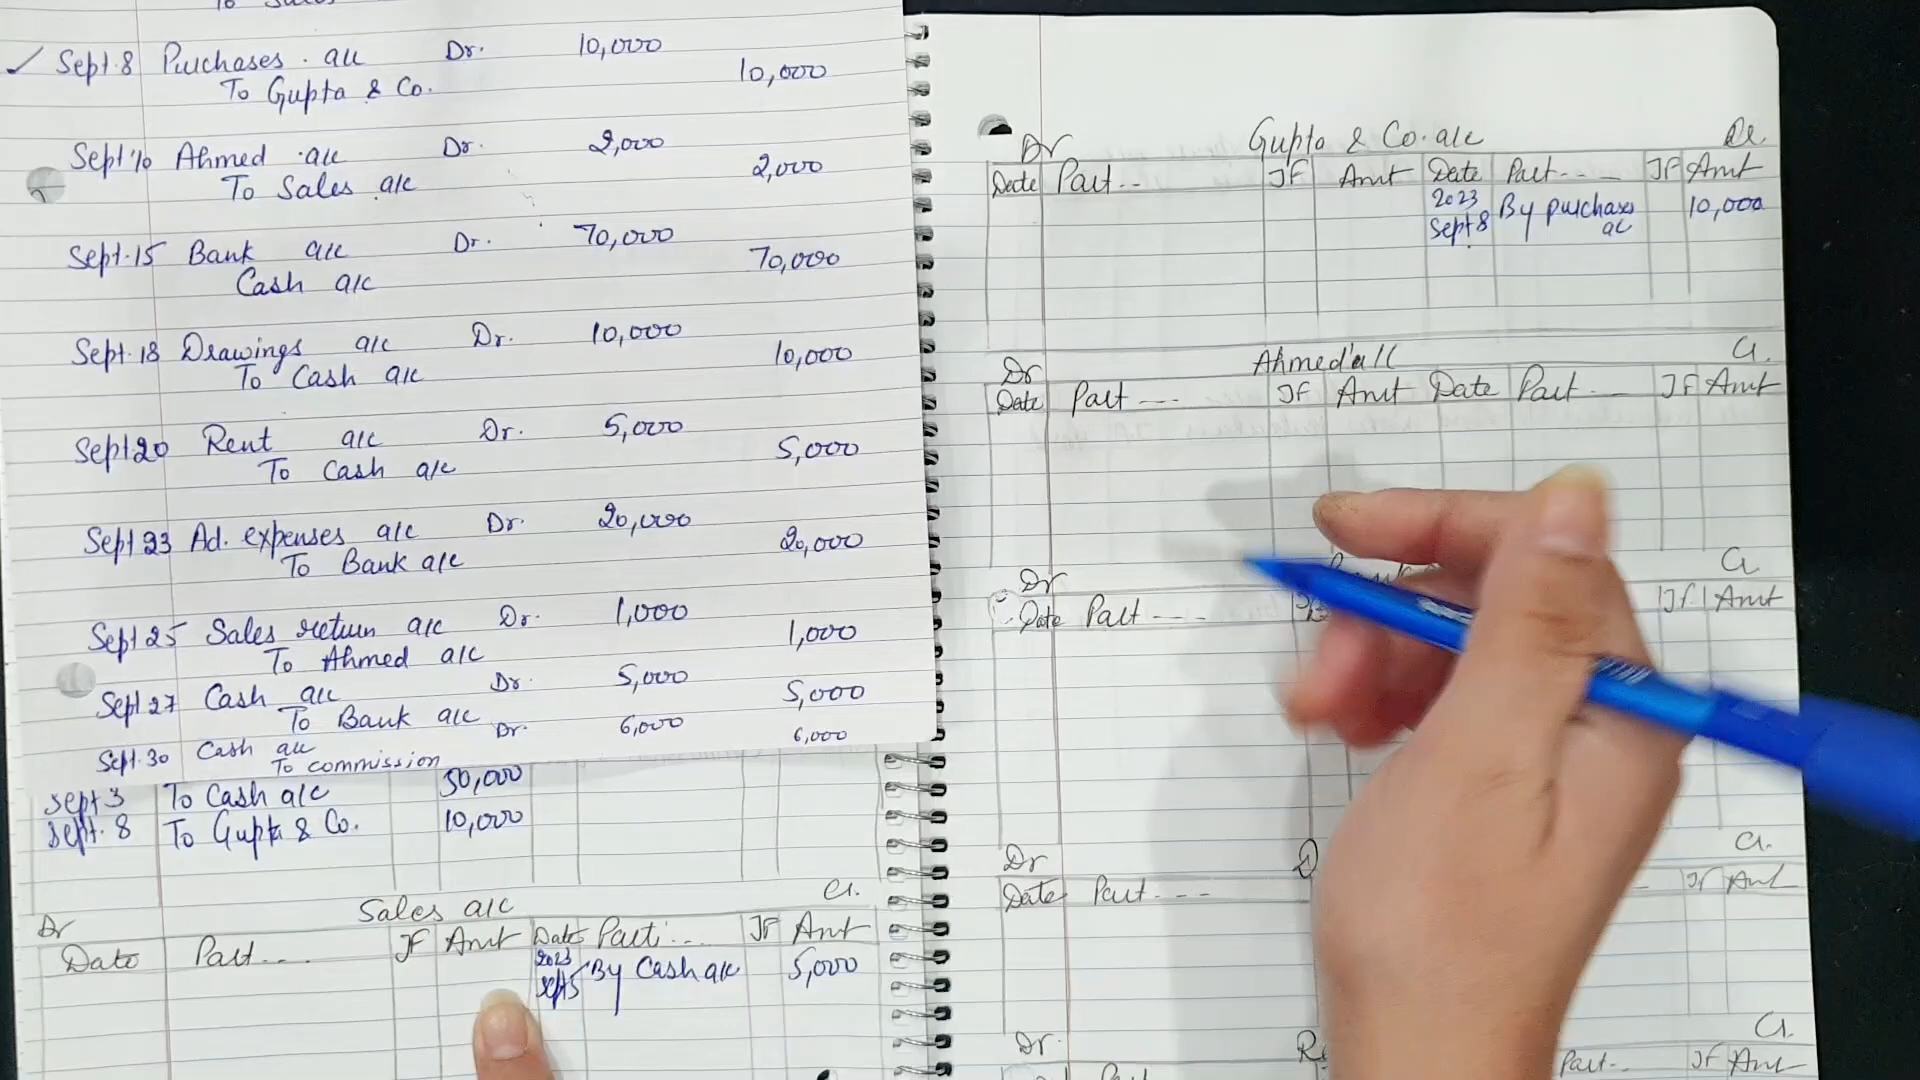 ✓ Sept.8 Purchases . a/c Dr. 10,000
To Gupta & Co. 10,000
Sept 10 Ahmed a/c Dr. 2,000
To Sales a/c 2,000
Sept.15 Bank a/c Dr. 70,000
Cash a/c 70,000
Sept.18 Drawings a/c Dr. 10,000
To Cash a/c 10,000
Sept 20 Rent a/c Dr. 5,000
To Cash a/c 5,000
Sept 23 Ad. expenses a/c Dr. 20,000
To Bank a/c 20,000
Sept 25 Sales return a/c Dr. 1,000
To Ahmed a/c 1,000
Sept 27 Cash a/c Dr. 5,000
To Bank a/c 5,000
Sept.30 Cash a/c Dr. 6,000
To commission 6,000
Sept 3 To Cash a/c 50,000
Sept. 8 To Gupta & Co. 10,000
Dr Sales a/c Cr.
Date Part.... JF Amt Date Parti.... JF Amt
2023
Sept5 By Cash a/c 5,000
Dr Gupta & Co. a/c
Date Part.. JF Amt Date Part.--- JF Amt
2023
Sept 8 By purchases a/c 10,000
Dr Ahmed a/c Cr.
Date Part --- JF Amt Date Part.-- JF Amt
Dr Cr
Date Part --- JF Amt
Dr Cr.
Date Part --- JF Amt
Dr. Cr.
Part.. JF Amt